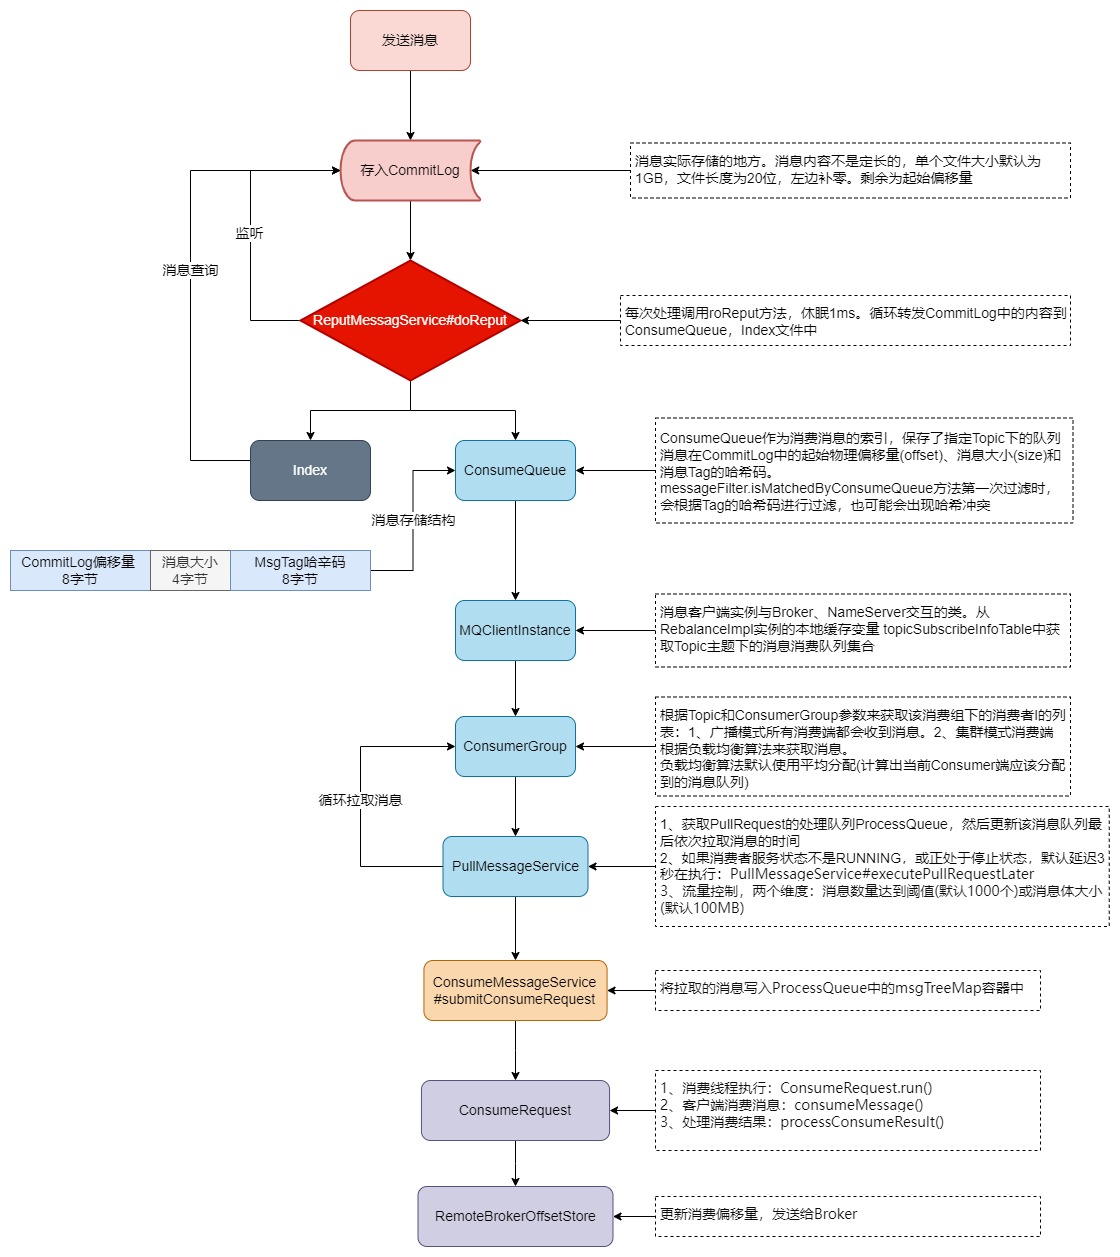 发送消息
存入CommitLog
消息实际存储的地方。消息内容不是定长的，单个文件大小默认为
1GB，文件长度为20位，左边补零。剩余为起始偏移量
监听
消息查询
ReputMessagService#doReput
每次处理调用roReput方法，休眠1ms。循环转发CommitLog中的内容到
ConsumeQueue，Index文件中
Index
ConsumeQueue
ConsumeQueue作为消费消息的索引，保存了指定Topic下的队列
消息在CommitLog中的起始物理偏移量(offset)、消息大小(size)和
消息Tag的哈希码。
messageFilter.isMatchedByConsumeQueue方法第一次过滤时，
会根据Tag的哈希码进行过滤，也可能会出现哈希冲突
消息存储结构
CommitLog偏移量
8字节
消息大小
4字节
MsgTag哈辛码
8字节
MQClientInstance
消息客户端实例与Broker、NameServer交互的类。从
RebalanceImpl实例的本地缓存变量 topicSubscribeInfoTable中获
取Topic主题下的消息消费队列集合
ConsumerGroup
根据Topic和ConsumerGroup参数来获取该消费组下的消费者I的列
表：1、广播模式所有消费端都会收到消息。2、集群模式消费端
根据负载均衡算法来获取消息。
负载均衡算法默认使用平均分配(计算出当前Consumer端应该分配
到的消息队列)
循环拉取消息
PullMessageService
1、获取PullRequest的处理队列ProcessQueue，然后更新该消息队列最
后依次拉取消息的时间
2、如果消费者服务状态不是RUNNING，或正处于停止状态，默认延迟3
秒在执行：PullMessageService#executePullRequestLater
3、流量控制，两个维度：消息数量达到阈值(默认1000个)或消息体大小
(默认100MB)
ConsumeMessageService
#submitConsumeRequest
将拉取的消息写入ProcessQueue中的msgTreeMap容器中
ConsumeRequest
1、消费线程执行：ConsumeRequest.run()
2、客户端消费消息：consumeMessage()
3、处理消费结果：processConsumeResult()
RemoteBrokerOffsetStore
更新消费偏移量，发送给Broker